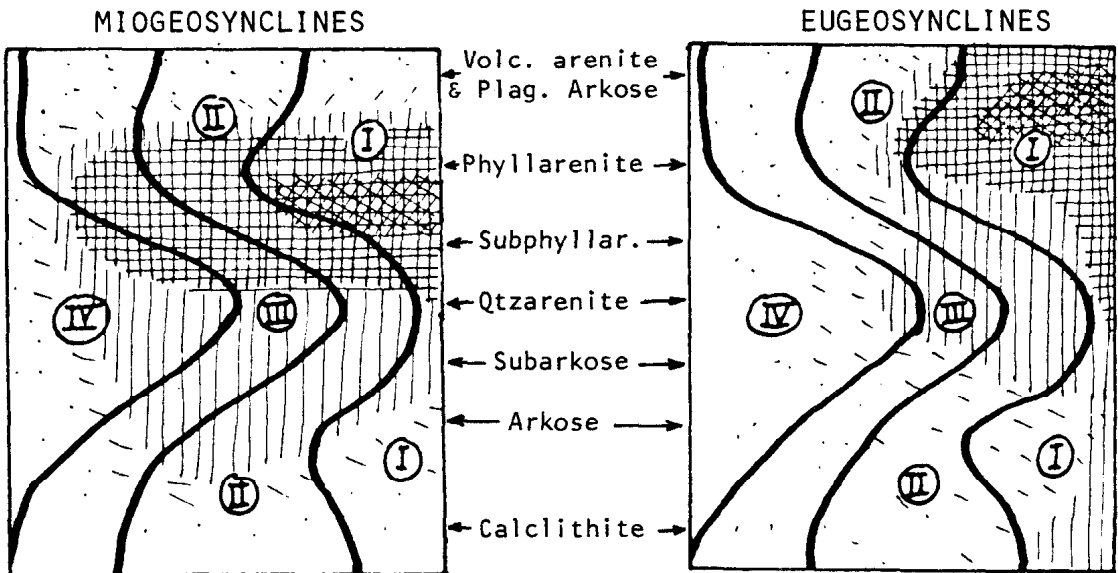 MIOGEOSYNCLINES
EUGEOSYNCLINES
Volc. arenite
& Plag. Arkose
Phyllarenite
Subphyllar.
Qtzarenite
Subarkose
Arkose
Calclithite
II
I
IV
III
II
I
II
I
IV
III
II
I